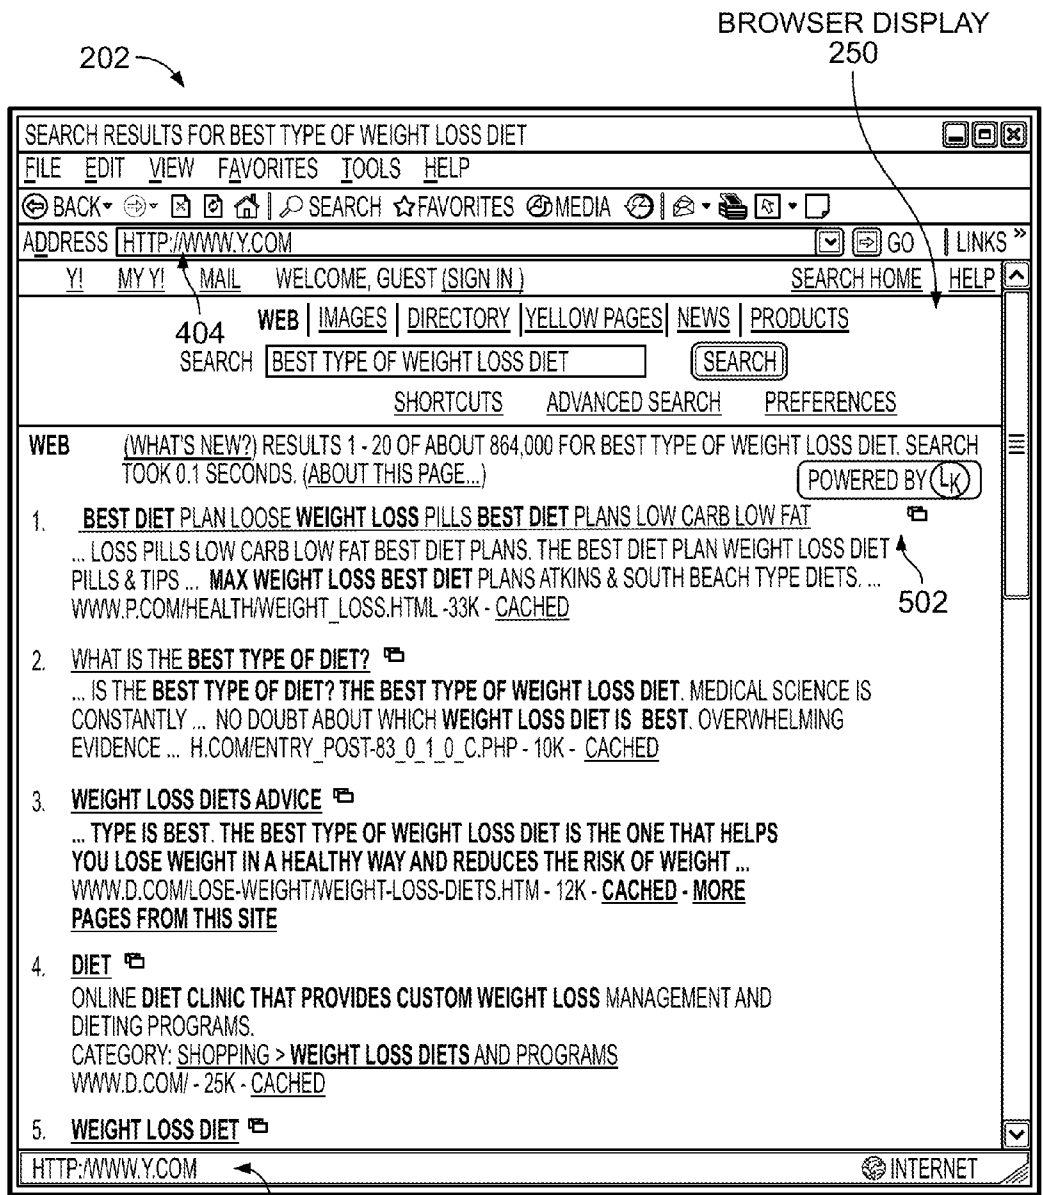 BROWSER DISPLAY
250
202
SEARCH RESULTS FOR BEST TYPE OF WEIGHT LOSS DIET
FILE EDIT VIEW FAVORITES TOOLS HELP
BACK SEARCH FAVORITES MEDIA
ADDRESS HTTP://WWW.Y.COM GO LINKS »
Y! MY Y! MAIL WELCOME, GUEST (SIGN IN ) SEARCH HOME HELP
404
WEB | IMAGES | DIRECTORY | YELLOW PAGES | NEWS | PRODUCTS
SEARCH BEST TYPE OF WEIGHT LOSS DIET SEARCH
SHORTCUTS ADVANCED SEARCH PREFERENCES
WEB (WHAT'S NEW?) RESULTS 1 - 20 OF ABOUT 864,000 FOR BEST TYPE OF WEIGHT LOSS DIET. SEARCH
TOOK 0.1 SECONDS. (ABOUT THIS PAGE...)
POWERED BY LK
1. BEST DIET PLAN LOOSE WEIGHT LOSS PILLS BEST DIET PLANS LOW CARB LOW FAT
... LOSS PILLS LOW CARB LOW FAT BEST DIET PLANS. THE BEST DIET PLAN WEIGHT LOSS DIET
PILLS & TIPS ... MAX WEIGHT LOSS BEST DIET PLANS ATKINS & SOUTH BEACH TYPE DIETS. ...
WWW.P.COM/HEALTH/WEIGHT_LOSS.HTML -33K - CACHED
502
2. WHAT IS THE BEST TYPE OF DIET?
... IS THE BEST TYPE OF DIET? THE BEST TYPE OF WEIGHT LOSS DIET. MEDICAL SCIENCE IS
CONSTANTLY ... NO DOUBT ABOUT WHICH WEIGHT LOSS DIET IS BEST. OVERWHELMING
EVIDENCE ... H.COM/ENTRY_POST-83_0_1_0_C.PHP - 10K - CACHED
3. WEIGHT LOSS DIETS ADVICE
... TYPE IS BEST. THE BEST TYPE OF WEIGHT LOSS DIET IS THE ONE THAT HELPS
YOU LOSE WEIGHT IN A HEALTHY WAY AND REDUCES THE RISK OF WEIGHT ...
WWW.D.COM/LOSE-WEIGHT/WEIGHT-LOSS-DIETS.HTM - 12K - CACHED - MORE
PAGES FROM THIS SITE
4. DIET
ONLINE DIET CLINIC THAT PROVIDES CUSTOM WEIGHT LOSS MANAGEMENT AND
DIETING PROGRAMS.
CATEGORY: SHOPPING > WEIGHT LOSS DIETS AND PROGRAMS
WWW.D.COM/ - 25K - CACHED
5. WEIGHT LOSS DIET
HTTP:/WWW.Y.COM INTERNET